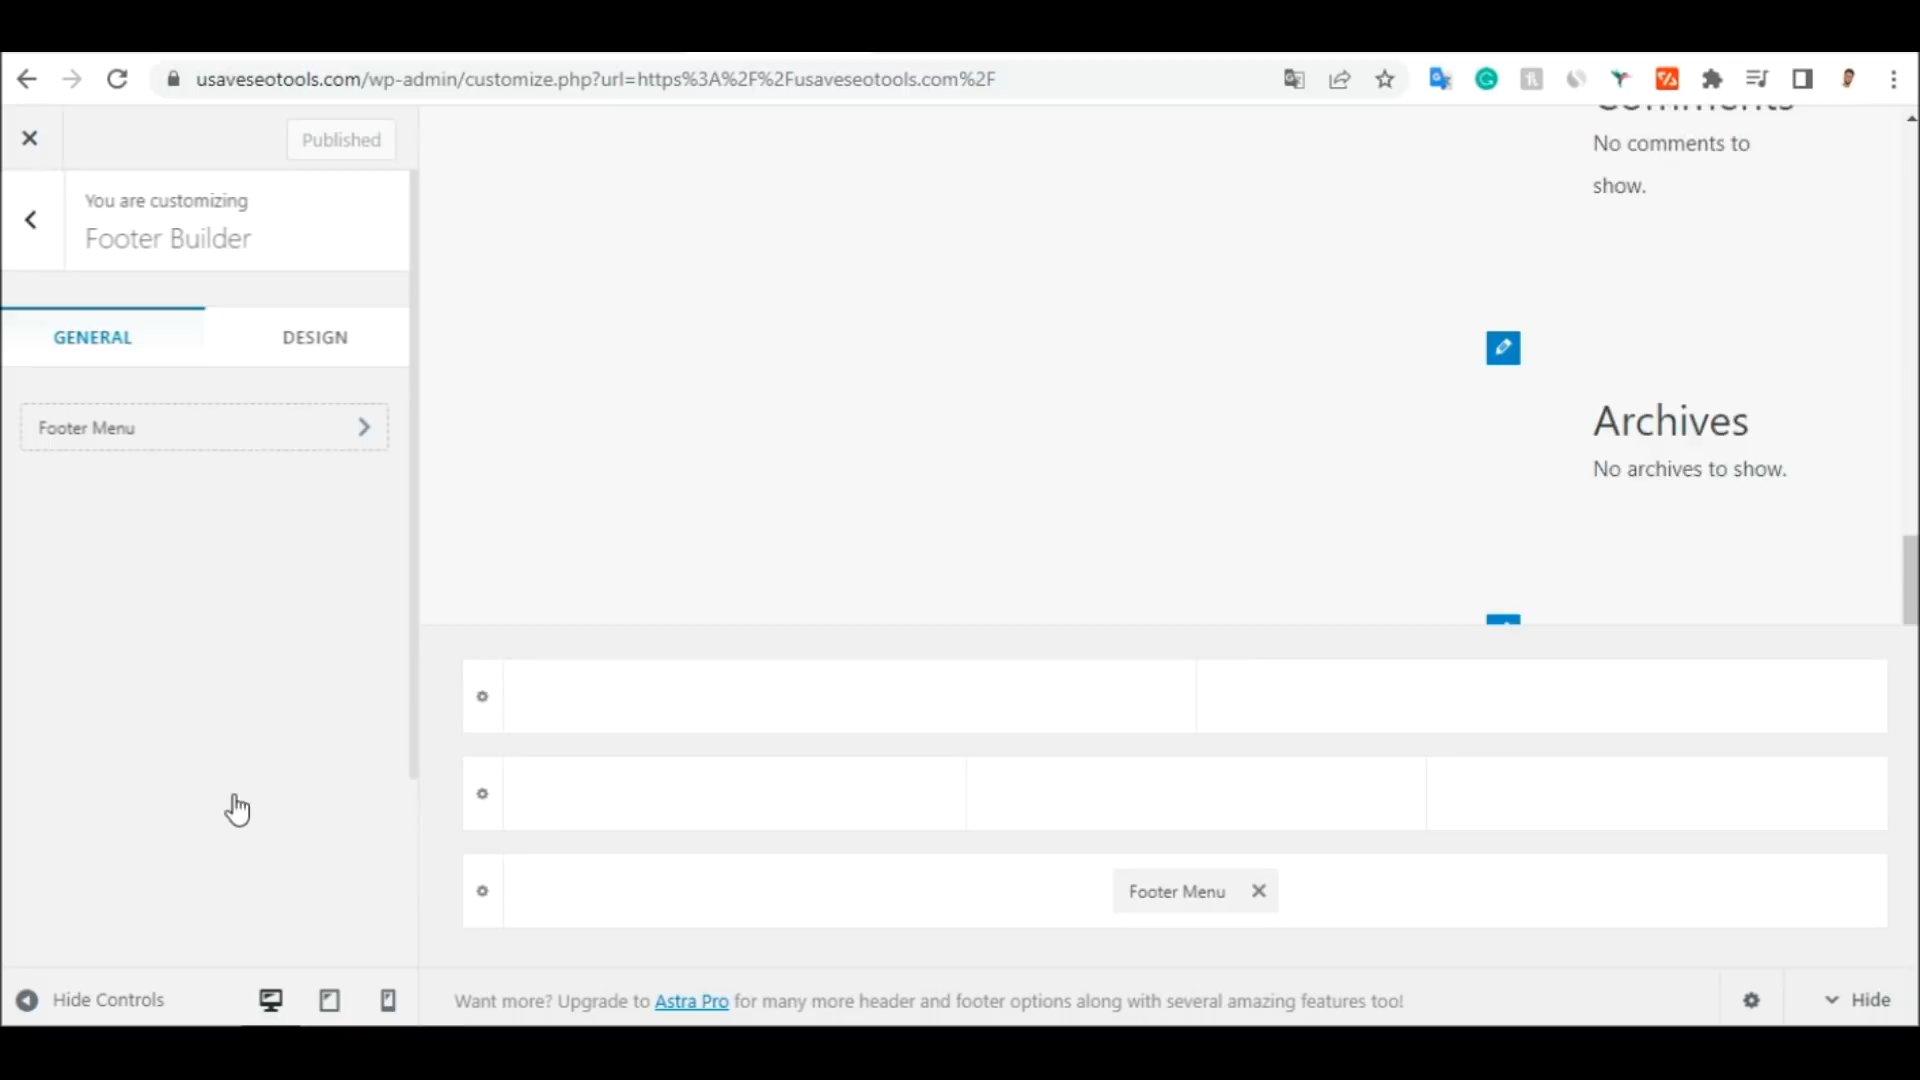 usaveseotools.com/wp-admin/customize.php?url=https%3A%2F%2Fusaveseotools.com%2F
Published
You are customizing
Footer Builder
GENERAL
DESIGN
Footer Menu
Comments
No comments to
show.
Archives
No archives to show.
Footer Menu
Hide Controls
Want more? Upgrade to Astra Pro for many more header and footer options along with several amazing features too!
Hide